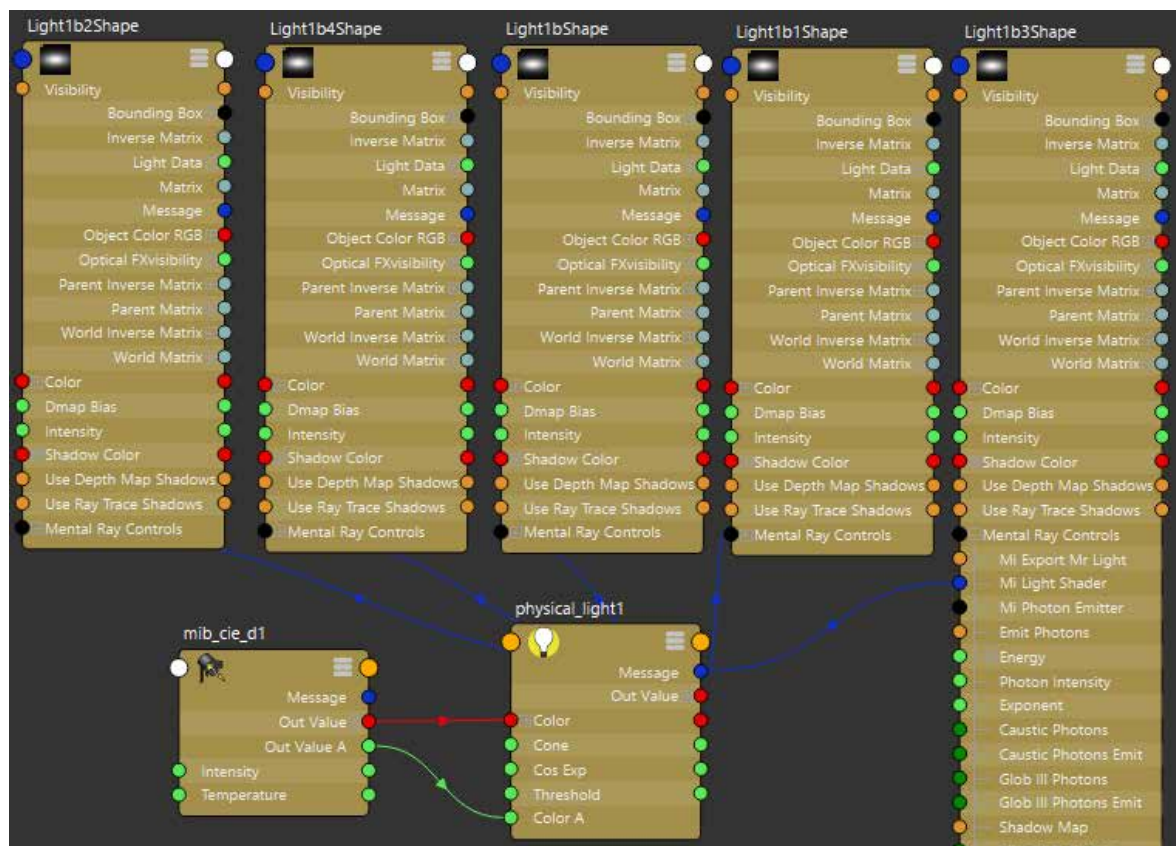 Light1b2Shape
Visibility
Bounding Box
Inverse Matrix
Light Data
Matrix
Message
Object Color RGB
Optical FXvisibility
Parent Inverse Matrix
Parent Matrix
World Inverse Matrix
World Matrix
Color
Dmap Bias
Intensity
Shadow Color
Use Depth Map Shadows
Use Ray Trace Shadows
Mental Ray Controls
Light1b4Shape
Visibility
Bounding Box
Inverse Matrix
Light Data
Matrix
Message
Object Color RGB
Optical FXvisibility
Parent Inverse Matrix
Parent Matrix
World Inverse Matrix
World Matrix
Color
Dmap Bias
Intensity
Shadow Color
Use Depth Map Shadows
Use Ray Trace Shadows
Mental Ray Controls
Light1bShape
Visibility
Bounding Box
Inverse Matrix
Light Data
Matrix
Message
Object Color RGB
Optical FXvisibility
Parent Inverse Matrix
Parent Matrix
World Inverse Matrix
World Matrix
Color
Dmap Bias
Intensity
Shadow Color
Use Depth Map Shadows
Use Ray Trace Shadows
Mental Ray Controls
Light1b1Shape
Visibility
Bounding Box
Inverse Matrix
Light Data
Matrix
Message
Object Color RGB
Optical FXvisibility
Parent Inverse Matrix
Parent Matrix
World Inverse Matrix
World Matrix
Color
Dmap Bias
Intensity
Shadow Color
Use Depth Map Shadows
Use Ray Trace Shadows
Mental Ray Controls
Light1b3Shape
Visibility
Bounding Box
Inverse Matrix
Light Data
Matrix
Message
Object Color RGB
Optical FXvisibility
Parent Inverse Matrix
Parent Matrix
World Inverse Matrix
World Matrix
Color
Dmap Bias
Intensity
Shadow Color
Use Depth Map Shadows
Use Ray Trace Shadows
Mental Ray Controls
Mi Export Mr Light
Mi Light Shader
Mi Photon Emitter
Emit Photons
Energy
Photon Intensity
Exponent
Caustic Photons
Caustic Photons Emit
Glob Ill Photons
Glob Ill Photons Emit
Shadow Map
mib_cie_d1
Message
Out Value
Out Value A
Intensity
Temperature
physical_light1
Message
Out Value
Color
Cone
Cos Exp
Threshold
Color A